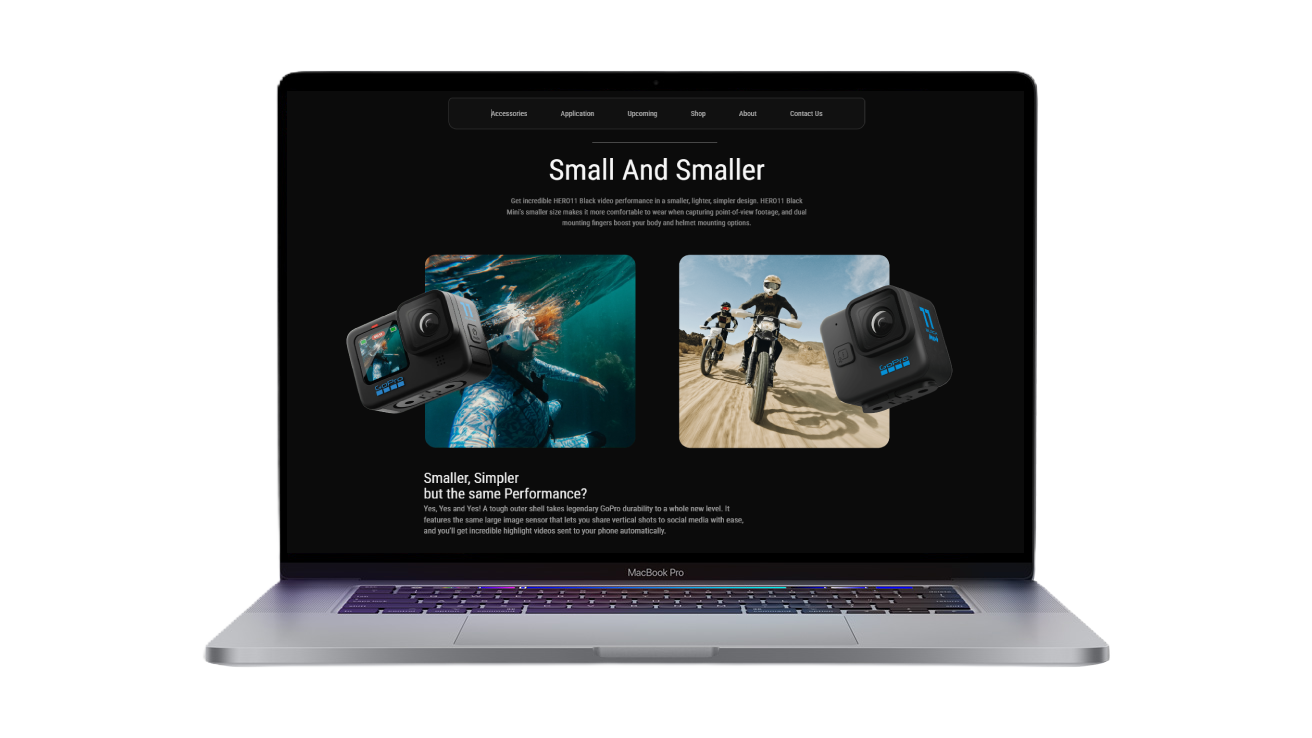 Accessories Application Upcoming Shop About Contact Us
Small And Smaller
Get incredible HERO11 Black video performance in a smaller, lighter, simpler design. HERO11 Black
Mini's smaller size makes it more comfortable to wear when capturing point-of-view footage, and dual
mounting fingers boost your body and helmet mounting options.
GoPro
11
GoPro
Smaller, Simpler
but the same Performance?
Yes, Yes and Yes! A tough outer shell takes legendary GoPro durability to a whole new level. It
features the same large image sensor that lets you share vertical shots to social media with ease,
and you'll get incredible highlight videos sent to your phone automatically.
MacBook Pro